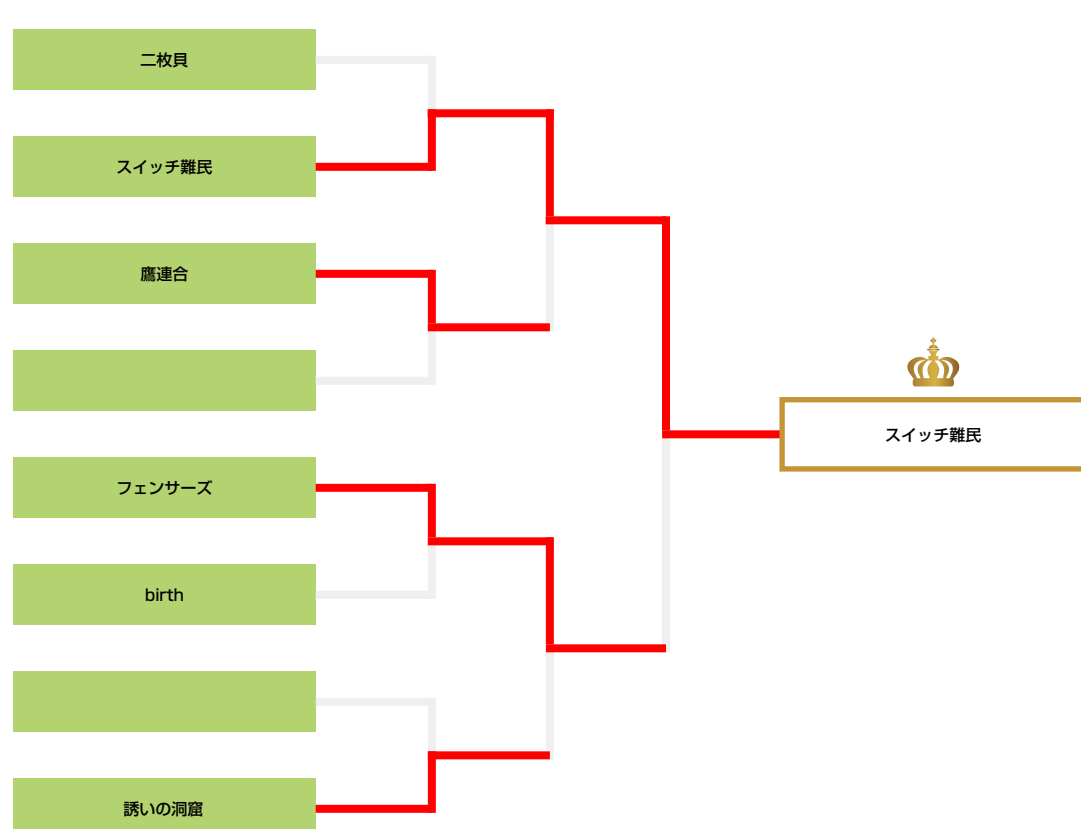 二枚貝
スイッチ難民
鷹連合
スイッチ難民
フェンサーズ
birth
誘いの洞窟